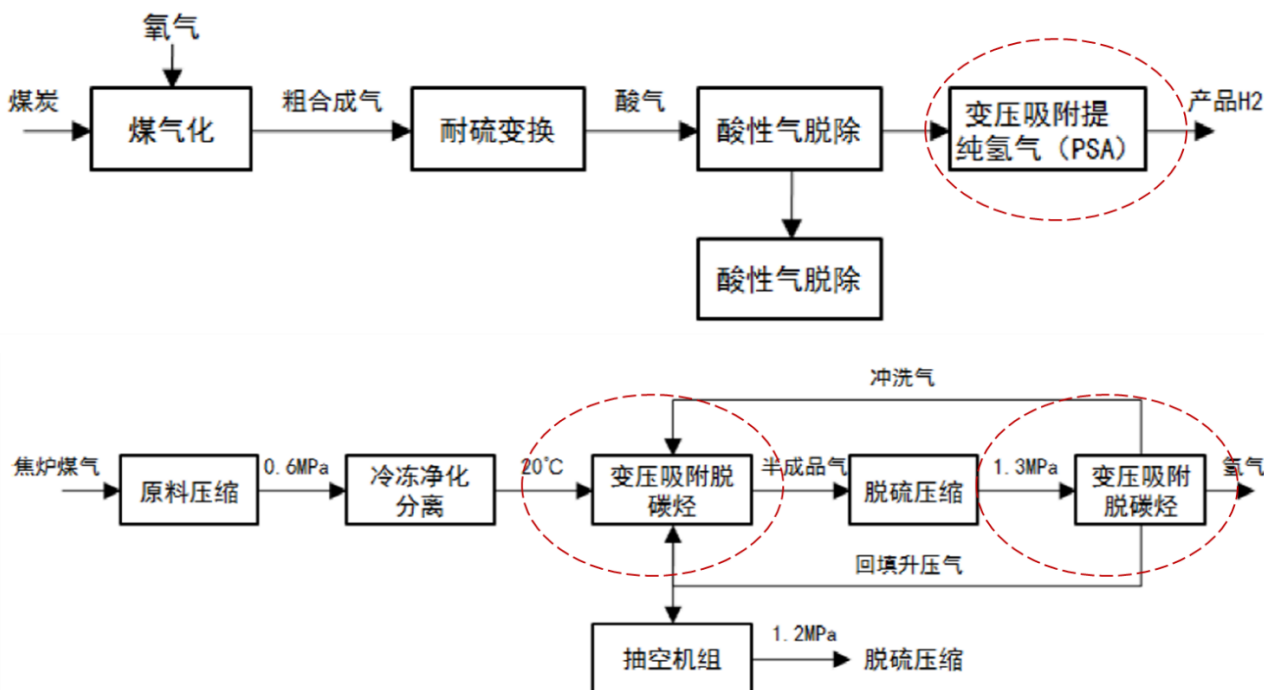 氧气
煤炭
煤气化
粗合成气
耐硫变换
酸气
酸性气脱除
变压吸附提
纯氢气（PSA）
产品H2
酸性气脱除
冲洗气
焦炉煤气
原料压缩
0.6MPa
冷冻净化
分离
20℃
变压吸附脱
碳烃
半成品气
脱硫压缩
1.3MPa
变压吸附
脱碳烃
氢气
回填升压气
抽空机组
1.2MPa
脱硫压缩